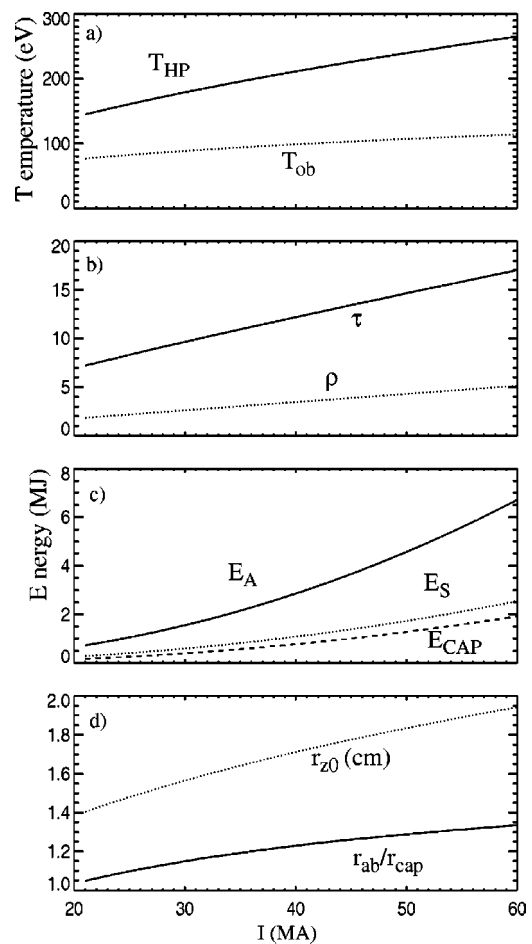 a)
T emperature (eV)
300
200
100
0
T_HP
T_ob
b)
20
15
10
5
0
τ
ρ
c)
E nergy (MJ)
8
6
4
2
0
E_A
E_S
E_CAP
d)
2.0
1.8
1.6
1.4
1.2
1.0
r_z0 (cm)
r_ab/r_cap
20 30 40 50 60
I (MA)